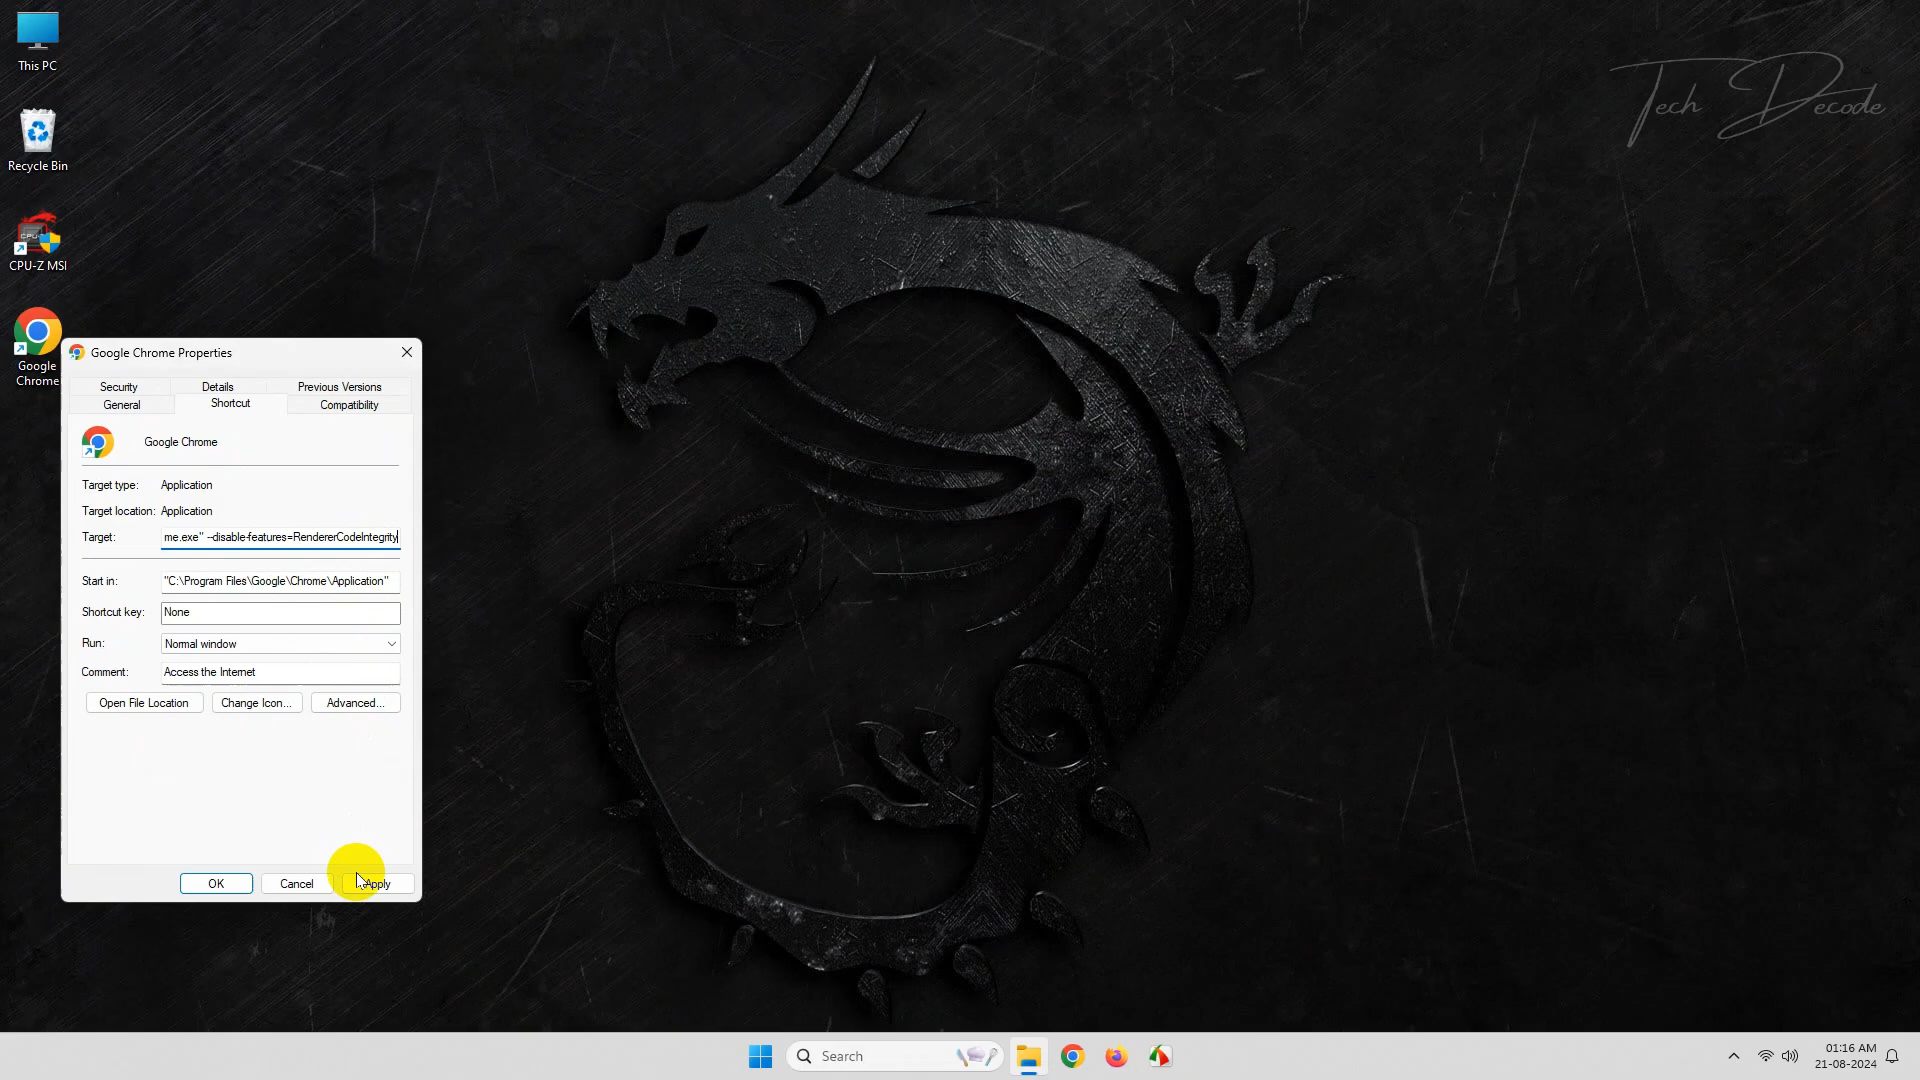 This PC
Recycle Bin
CPU-Z MSI
Google
Chrome
Tech Decode
Google Chrome Properties
Security
Details
Previous Versions
General
Shortcut
Compatibility
Google Chrome
Target type: Application
Target location: Application
Target: me.exe" --disable-features=RendererCodeIntegrity
Start in: "C:\Program Files\Google\Chrome\Application"
Shortcut key: None
Run: Normal window
Comment: Access the Internet
Open File Location
Change Icon...
Advanced...
OK
Cancel
Apply
Search
01:16 AM
21-08-2024